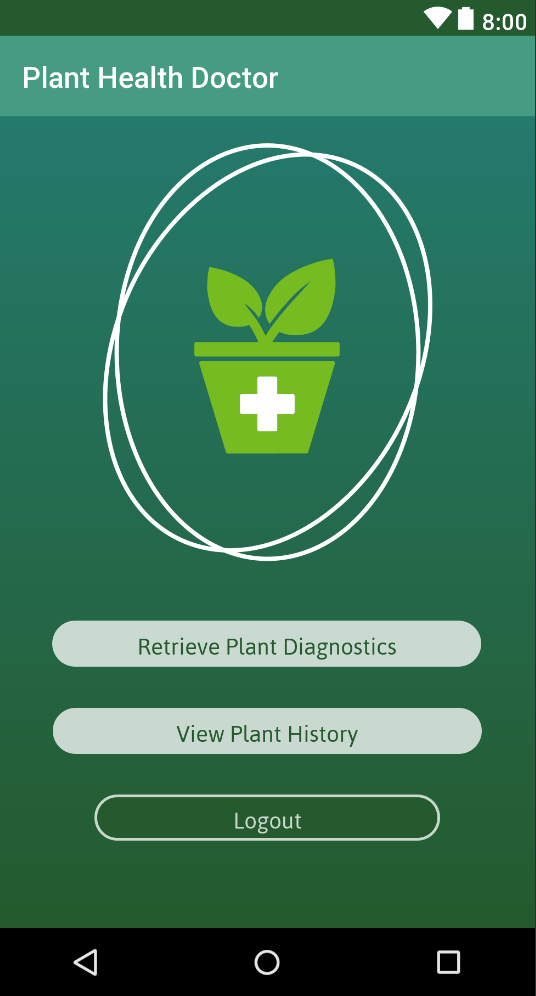 8:00
Plant Health Doctor
Retrieve Plant Diagnostics
View Plant History
Logout